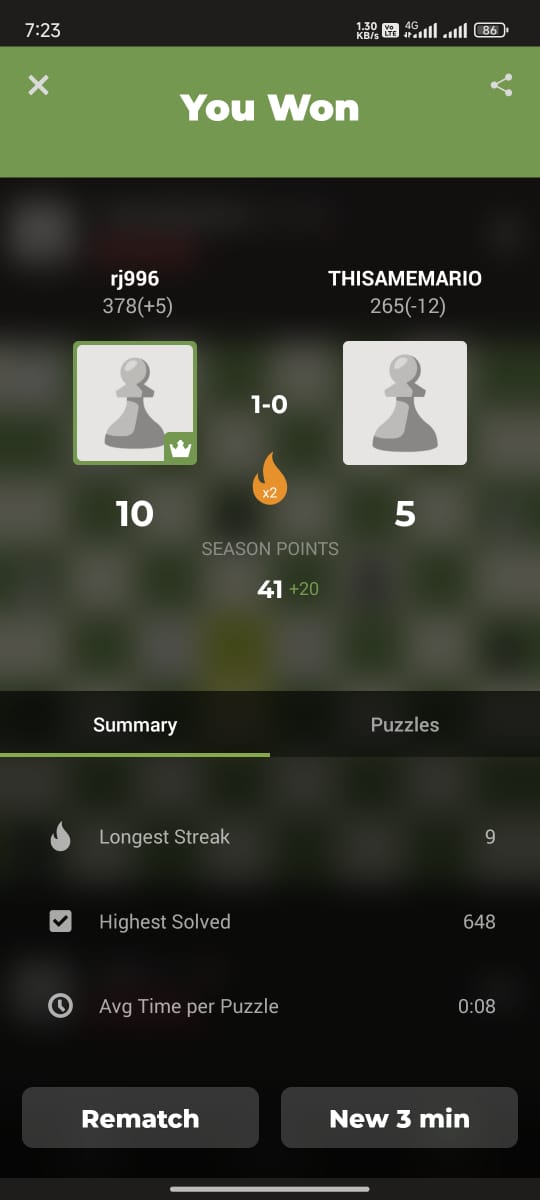 7:23
1.30 KB/s VoLTE 4G 86
You Won
rj996
378(+5)
THISAMEMARIO
265(-12)
1-0
x2
10
5
SEASON POINTS
41 +20
Summary
Puzzles
Longest Streak 9
Highest Solved 648
Avg Time per Puzzle 0:08
Rematch
New 3 min